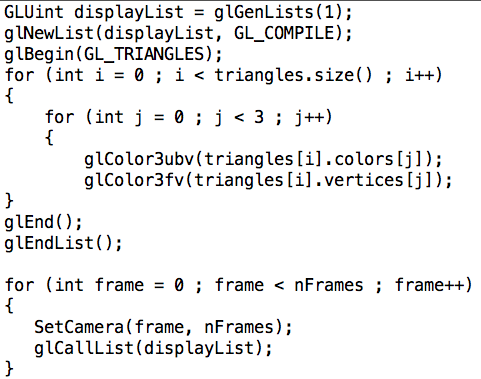 GLUint displayList = glGenLists(1);
glNewList(displayList, GL_COMPILE);
glBegin(GL_TRIANGLES);
for (int i = 0 ; i < triangles.size() ; i++)
{
    for (int j = 0 ; j < 3 ; j++)
    {
        glColor3ubv(triangles[i].colors[j]);
        glColor3fv(triangles[i].vertices[j]);
}
glEnd();
glEndList();

for (int frame = 0 ; frame < nFrames ; frame++)
{
   SetCamera(frame, nFrames);
   glCallList(displayList);
}